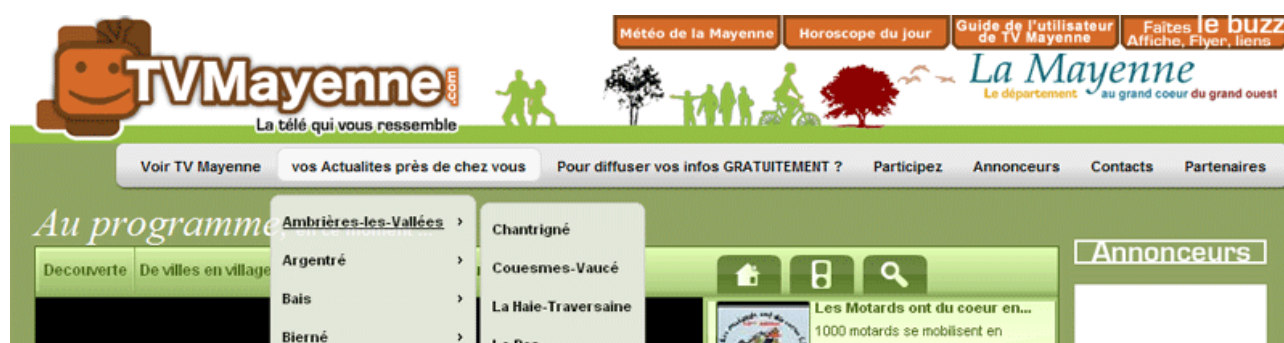 Météo de la Mayenne
Horoscope du jour
Guide de l'utilisateur
de TV Mayenne
Faîtes le buzz
Affiche, Flyer, liens
TVMayenne.com
La télé qui vous ressemble
La Mayenne
Le département au grand coeur du grand ouest
Voir TV Mayenne
vos Actualites près de chez vous
Pour diffuser vos infos GRATUITEMENT ?
Participez
Annonceurs
Contacts
Partenaires
Au programme,
Ambrières-les-Vallées
Argentré
Bais
Bierné
Chantrigné
Couesmes-Vaucé
La Haie-Traversaine
Decouverte
De villes en village
Annonceurs
Les Motards ont du coeur en...
1000 motards se mobilisent en